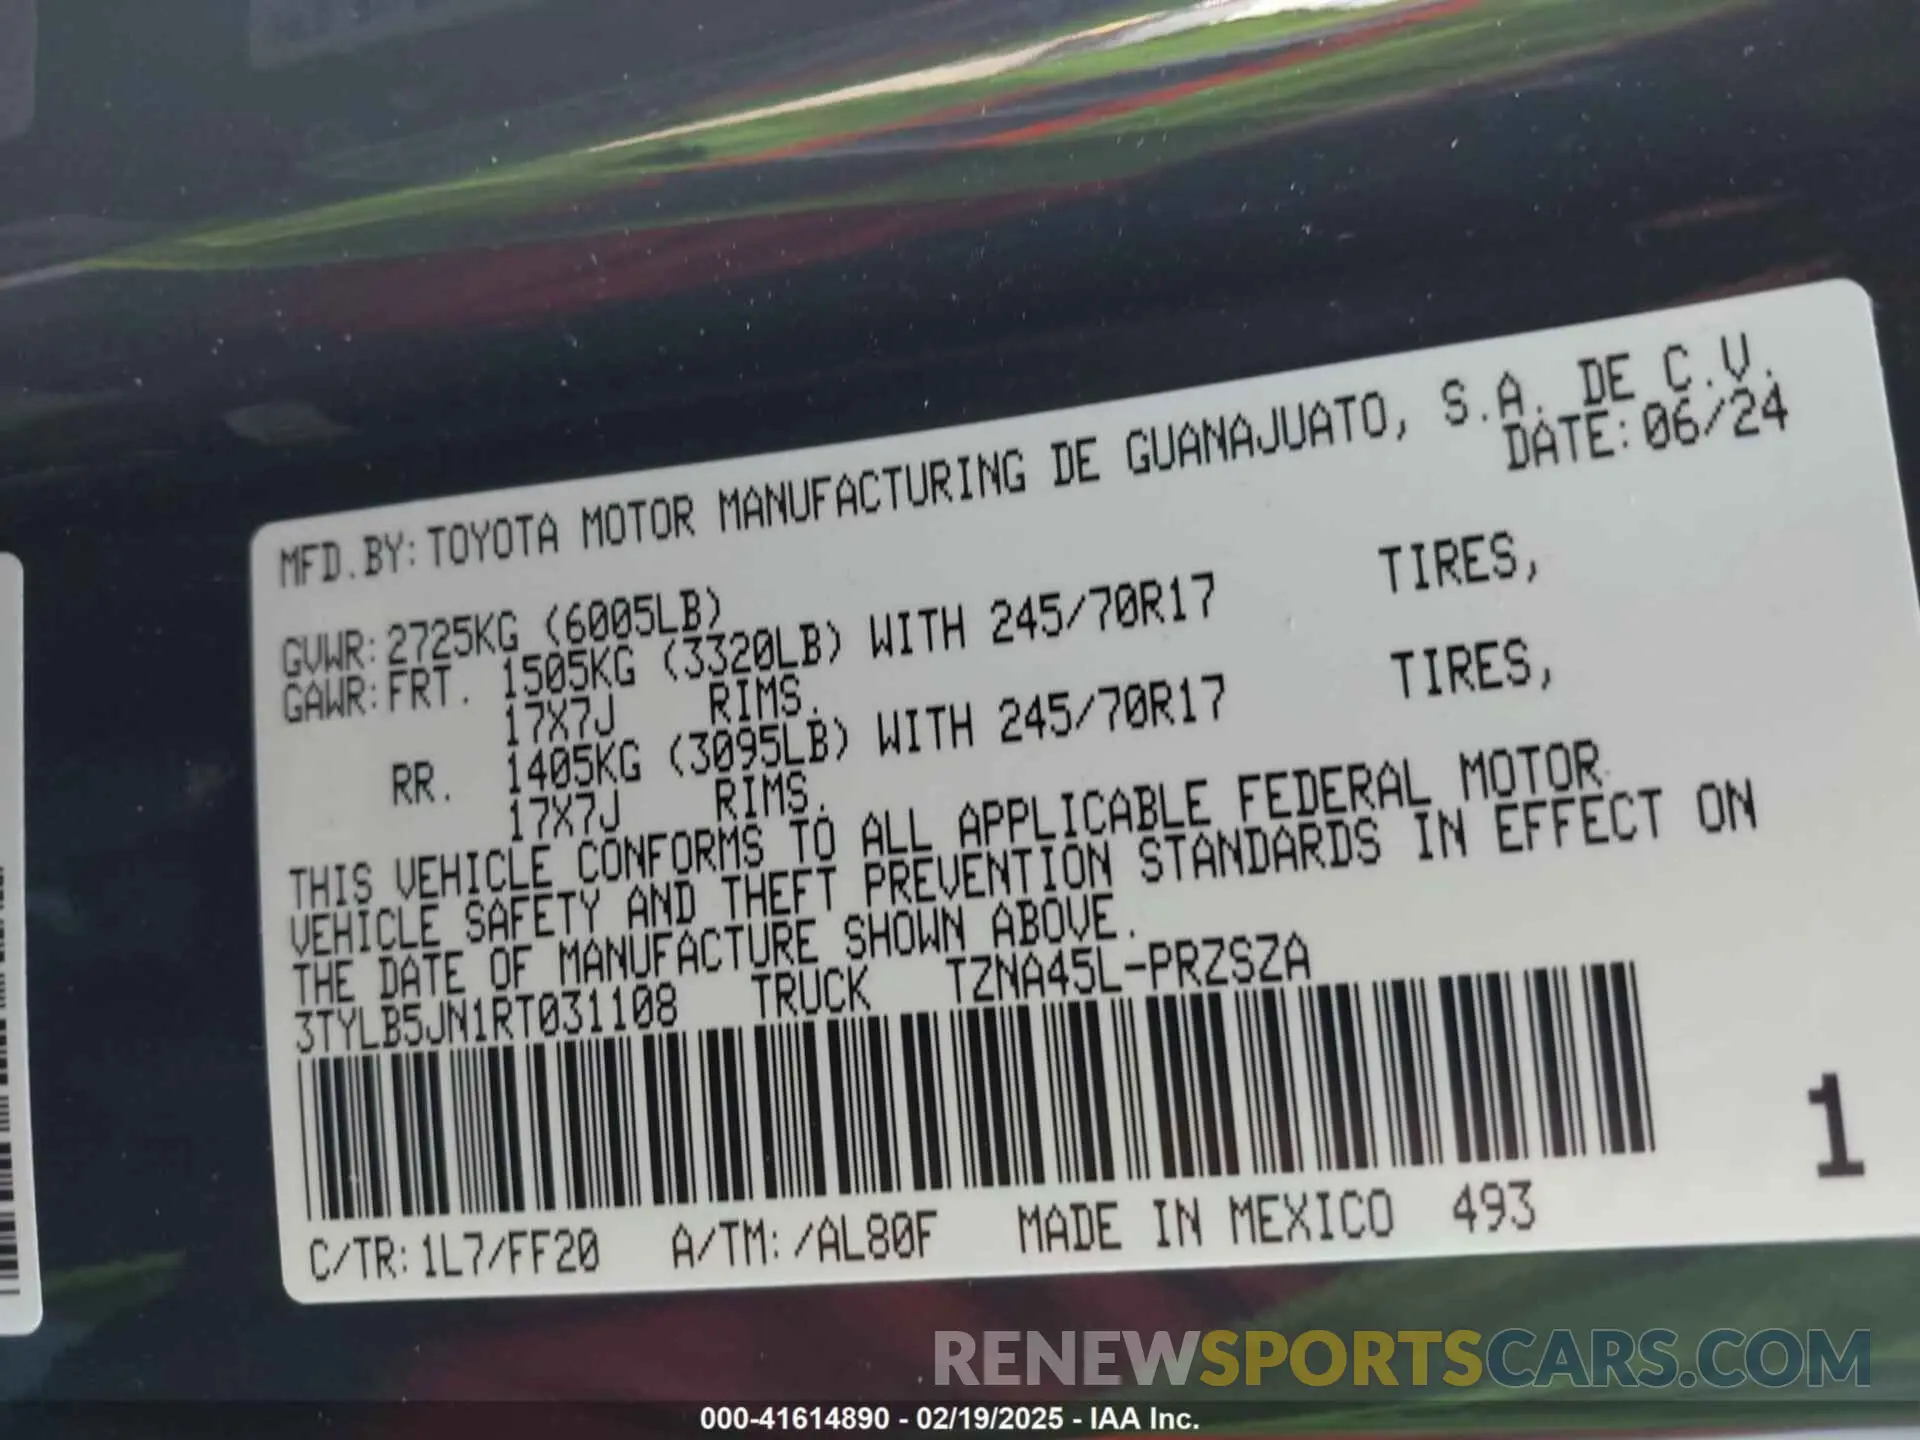 MFD.BY:TOYOTA MOTOR MANUFACTURING DE GUANAJUATO, S.A. DE C.V.
DATE:06/24
GVWR:2725KG (6005LB)
GAWR:FRT. 1505KG (3320LB) WITH 245/70R17 TIRES,
17X7J RIMS.
RR. 1405KG (3095LB) WITH 245/70R17 TIRES,
17X7J RIMS.
THIS VEHICLE CONFORMS TO ALL APPLICABLE FEDERAL MOTOR
VEHICLE SAFETY AND THEFT PREVENTION STANDARDS IN EFFECT ON
THE DATE OF MANUFACTURE SHOWN ABOVE.
3TYLB5JN1RT031108 TRUCK TZNA45L-PRZSZA
1
C/TR:1L7/FF20 A/TM:/AL80F MADE IN MEXICO 493
RENEWSPORTSCARS.COM
000-41614890 - 02/19/2025 - IAA Inc.